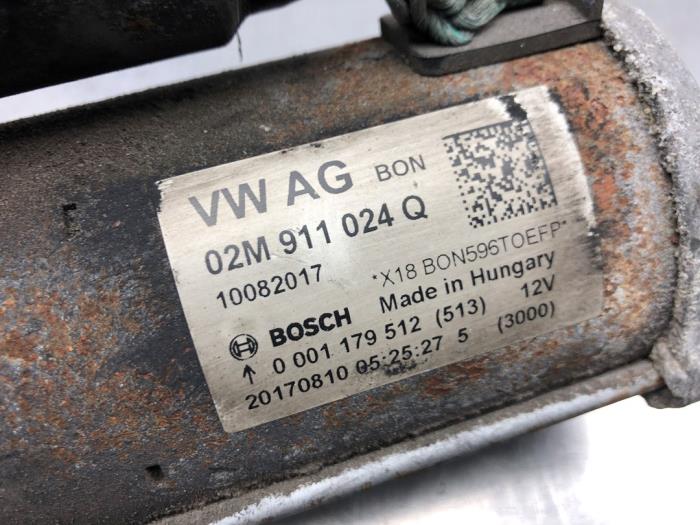 VW AG BON
02M 911 024 Q
10082017 *X18 BON596TOEFP*
Made in Hungary
BOSCH
0 001 179 512 (513) 12V
20170810 05:25:27 5 (3000)